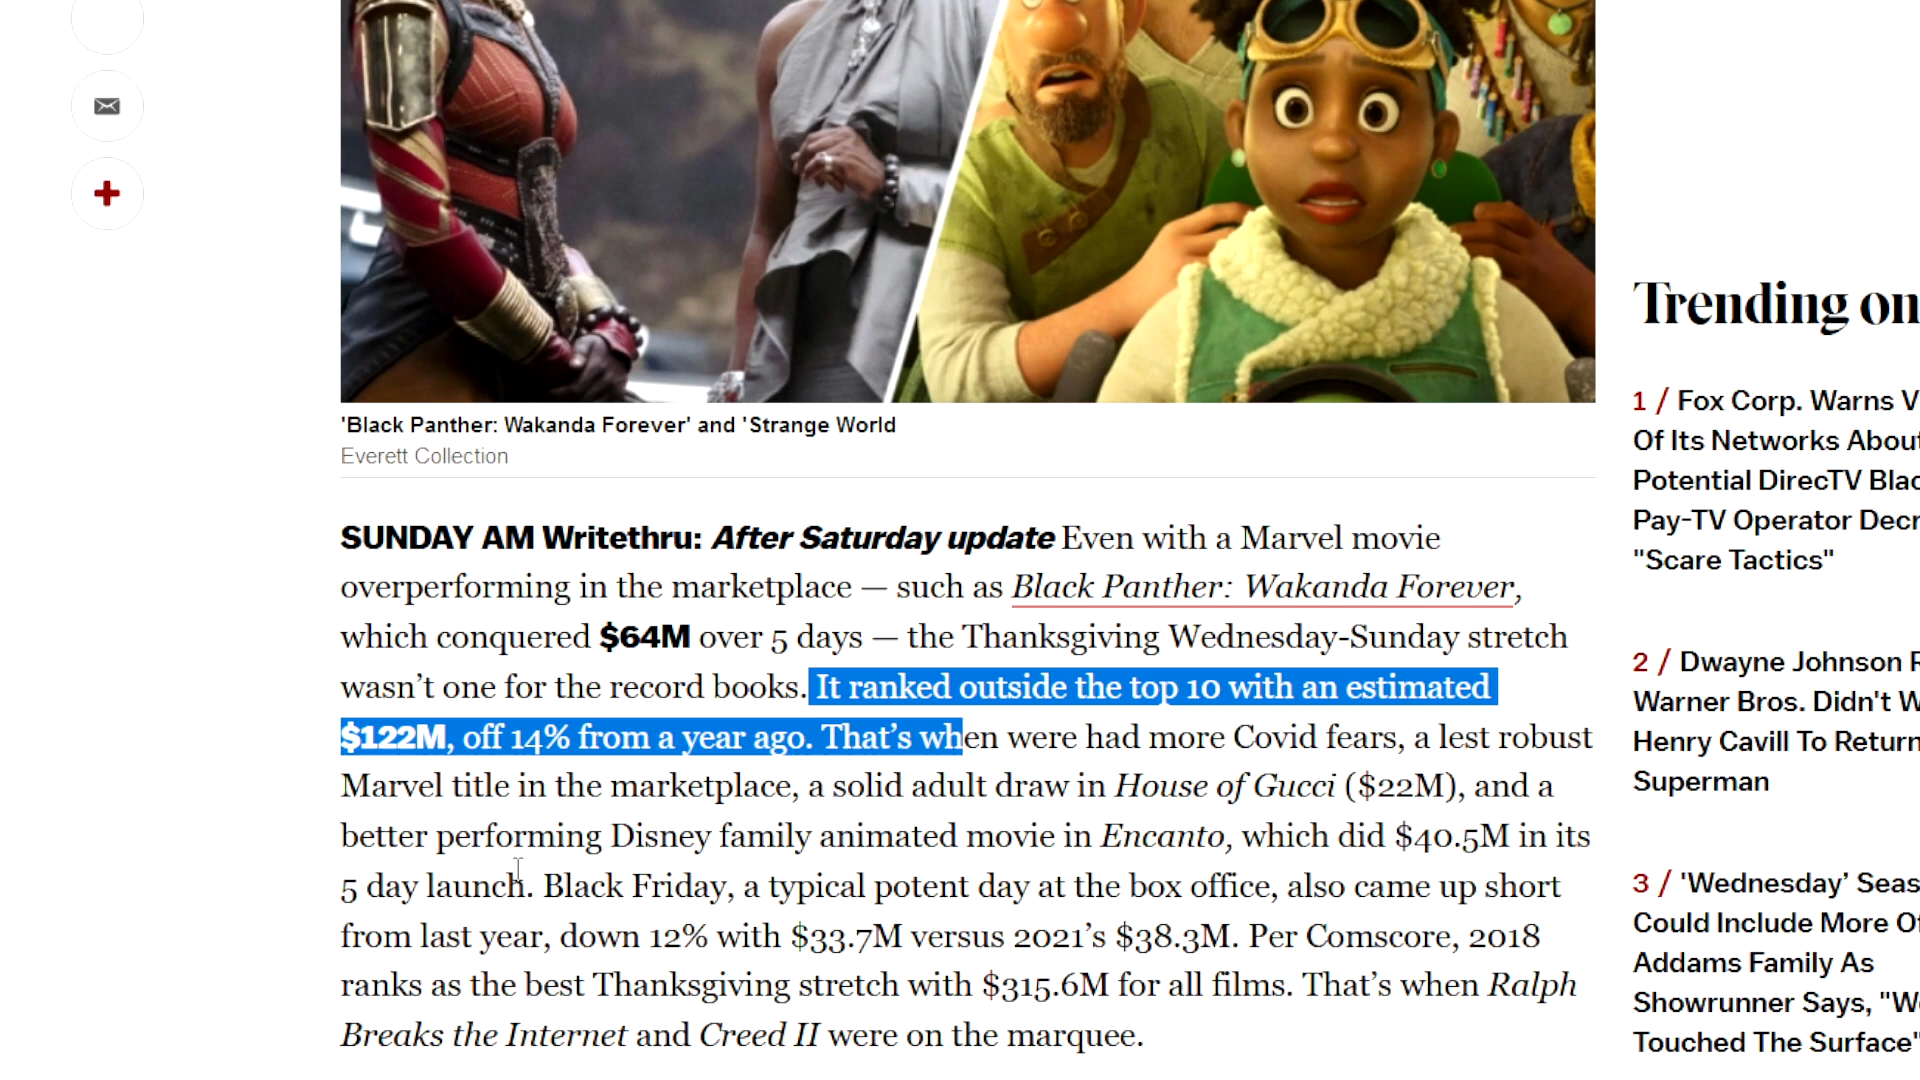 'Black Panther: Wakanda Forever' and 'Strange World
Everett Collection
SUNDAY AM Writethru: After Saturday update Even with a Marvel movie
overperforming in the marketplace — such as Black Panther: Wakanda Forever,
which conquered $64M over 5 days — the Thanksgiving Wednesday-Sunday stretch
wasn’t one for the record books. It ranked outside the top 10 with an estimated
$122M, off 14% from a year ago. That’s when were had more Covid fears, a lest robust
Marvel title in the marketplace, a solid adult draw in House of Gucci ($22M), and a
better performing Disney family animated movie in Encanto, which did $40.5M in its
5 day launch. Black Friday, a typical potent day at the box office, also came up short
from last year, down 12% with $33.7M versus 2021’s $38.3M. Per Comscore, 2018
ranks as the best Thanksgiving stretch with $315.6M for all films. That’s when Ralph
Breaks the Internet and Creed II were on the marquee.
Trending on
1 / Fox Corp. Warns
Of Its Networks
Potential DirecTV
Pay-TV Operator
"Scare Tactics"
2 / Dwayne Johnson
Warner Bros. Didn't
Henry Cavill To Return
Superman
3 / 'Wednesday’
Could Include More
Addams Family As
Showrunner Says,
Touched The Surface"